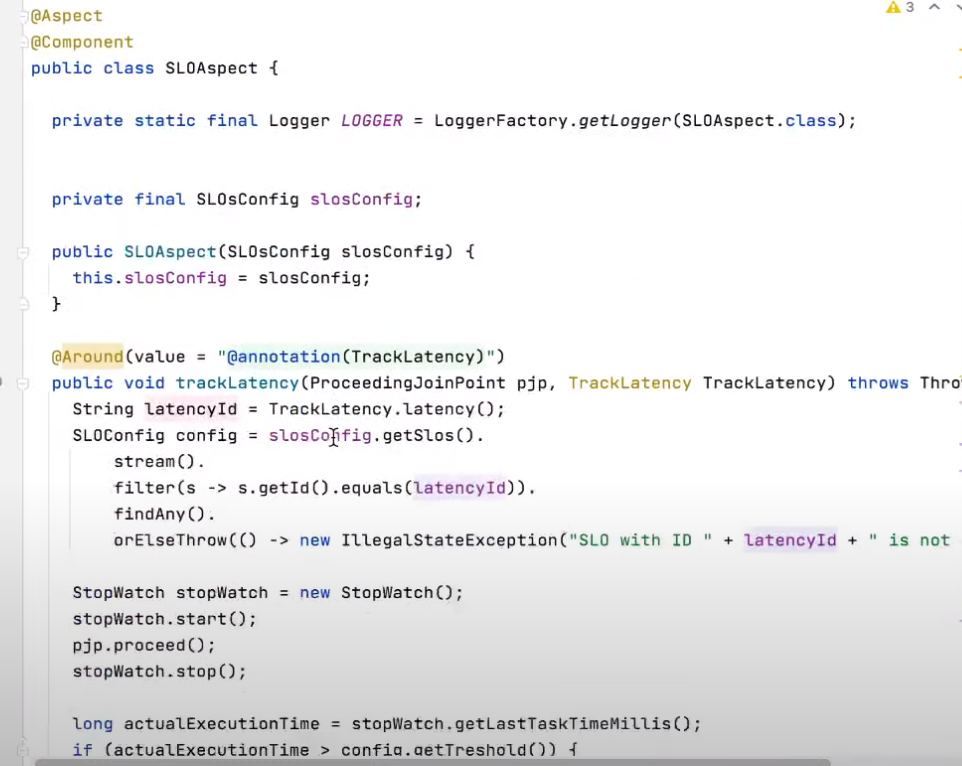 3
@Aspect
@Component
public class SLOAspect {
private static final Logger LOGGER = LoggerFactory.getLogger(SLOAspect.class);
private final SLOsConfig slosConfig;
public SLOAspect(SLOsConfig slosConfig) {
this.slosConfig = slosConfig;
}
@Around(value = "@annotation(TrackLatency)")
public void trackLatency(ProceedingJoinPoint pjp, TrackLatency TrackLatency) throws Thro
String latencyId = TrackLatency.latency();
SLOConfig config = slosConfig.getSlos().
stream().
filter(s -> s.getId().equals(latencyId)).
findAny().
orElseThrow(() -> new IllegalStateException("SLO with ID " + latencyId + " is not
StopWatch stopWatch = new StopWatch();
stopWatch.start();
pjp.proceed();
stopWatch.stop();
long actualExecutionTime = stopWatch.getLastTaskTimeMillis();
if (actualExecutionTime > config.getTreshold()) {